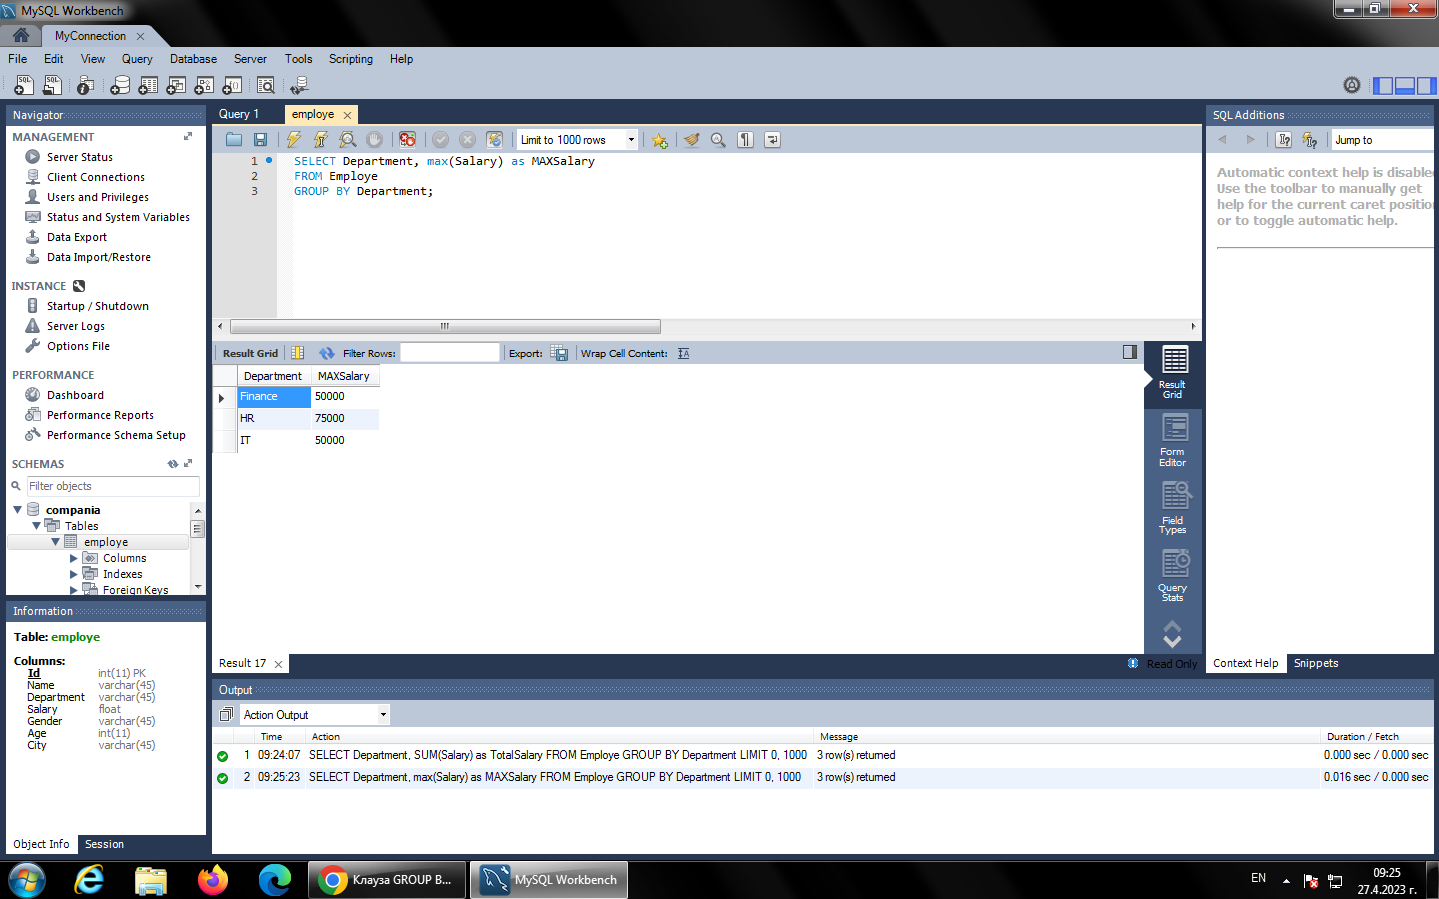 MySQL Workbench
MyConnection
File Edit View Query Database Server Tools Scripting Help
Navigator
MANAGEMENT
Server Status
Client Connections
Users and Privileges
Status and System Variables
Data Export
Data Import/Restore
INSTANCE
Startup / Shutdown
Server Logs
Options File
PERFORMANCE
Dashboard
Performance Reports
Performance Schema Setup
SCHEMAS
Filter objects
compania
Tables
employe
Columns
Indexes
Foreign Keys
Information
Table: employe
Columns:
Id int(11) PK
Name varchar(45)
Department varchar(45)
Salary float
Gender varchar(45)
Age int(11)
City varchar(45)
Object Info Session
Query 1 employe
Limit to 1000 rows
1 SELECT Department, max(Salary) as MAXSalary
2 FROM Employe
3 GROUP BY Department;
Result Grid Filter Rows: Export: Wrap Cell Content:
Department MAXSalary
Finance 50000
HR 75000
IT 50000
Result Grid
Form Editor
Field Types
Query Stats
Result 17 Read Only
SQL Additions
Jump to
Automatic context help is disabled
Use the toolbar to manually get
help for the current caret position
or to toggle automatic help.
Context Help Snippets
Output
Action Output
Time Action Message Duration / Fetch
1 09:24:07 SELECT Department, SUM(Salary) as TotalSalary FROM Employe GROUP BY Department LIMIT 0, 1000 3 row(s) returned 0.000 sec / 0.000 sec
2 09:25:23 SELECT Department, max(Salary) as MAXSalary FROM Employe GROUP BY Department LIMIT 0, 1000 3 row(s) returned 0.016 sec / 0.000 sec
Клауза GROUP B...
MySQL Workbench
EN
09:25
27.4.2023 г.